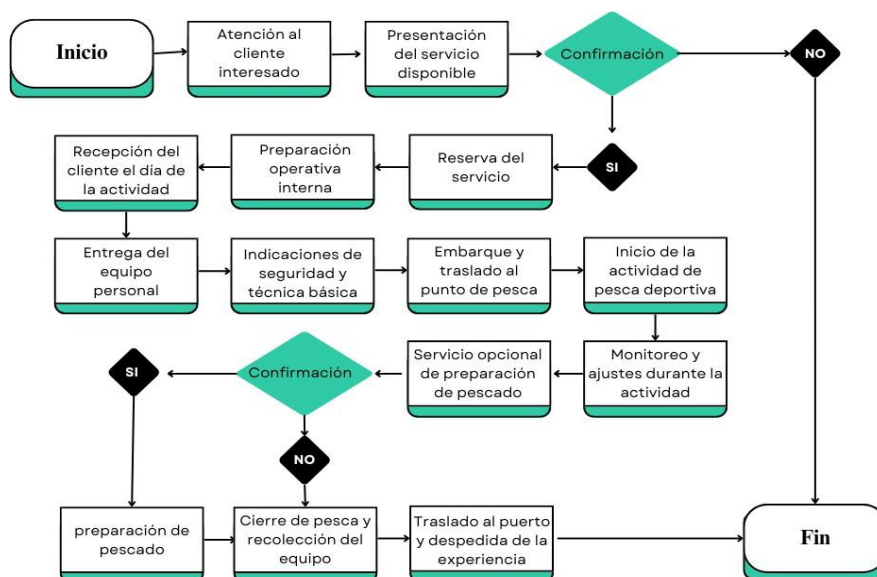 Inicio
Atención al
cliente
interesado
Presentación
del servicio
disponible
Confirmación
NO
Recepción del
cliente el día de
la actividad
Preparación
operativa
interna
Reserva del
servicio
SI
Entrega del
equipo
personal
Indicaciones de
seguridad y
técnica básica
Embarque y
traslado al
punto de pesca
Inicio de la
actividad de
pesca deportiva
SI
Confirmación
Servicio opcional
de preparación
de pescado
Monitoreo y
ajustes durante la
actividad
NO
preparación de
pescado
Cierre de pesca y
recolección del
equipo
Traslado al puerto
y despedida de la
experiencia
Fin